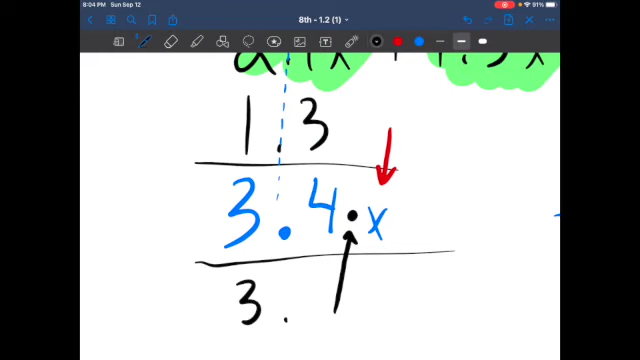 8:04 PM Sun Sep 12
91%
8th - 1.2 (1)
1.3
3.4 • x
3.